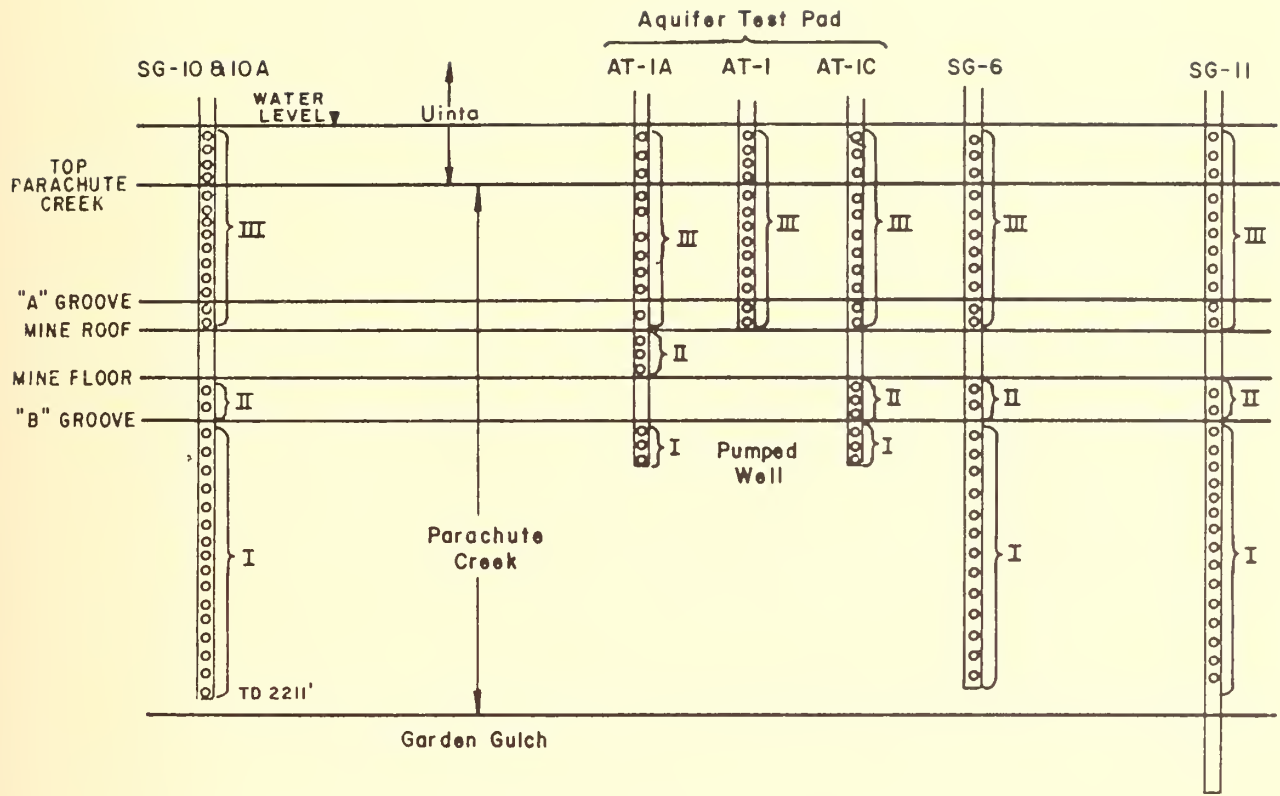 Aquifer Test Pad
SG-10 & 10A
AT-1A
AT-1
AT-1C
SG-6
SG-11
WATER
LEVEL
Uinta
TOP
PARACHUTE
CREEK
III
III
III
III
III
III
"A" GROOVE
MINE ROOF
II
MINE FLOOR
II
II
II
II
"B" GROOVE
I
I
Pumped
Well
Parachute
Creek
I
I
I
TD 2211'
Garden Gulch